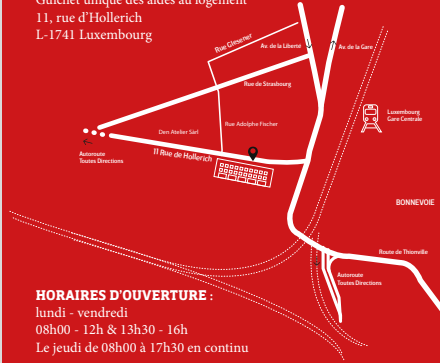 Guichet unique des aides au logement
11, rue d'Hollerich
L-1741 Luxembourg
Rue Glesener
Av. de la Liberté
Av. de la Gare
Rue de Strasbourg
Luxembourg
Gare Centrale
Rue Adolphe Fischer
Den Atelier Sàrl
11 Rue de Hollerich
Autoroute
Toutes Directions
BONNEVOIE
Route de Thionville
Autoroute
Toutes Directions
HORAIRES D'OUVERTURE :
lundi - vendredi
08h00 - 12h & 13h30 - 16h
Le jeudi de 08h00 à 17h30 en continu